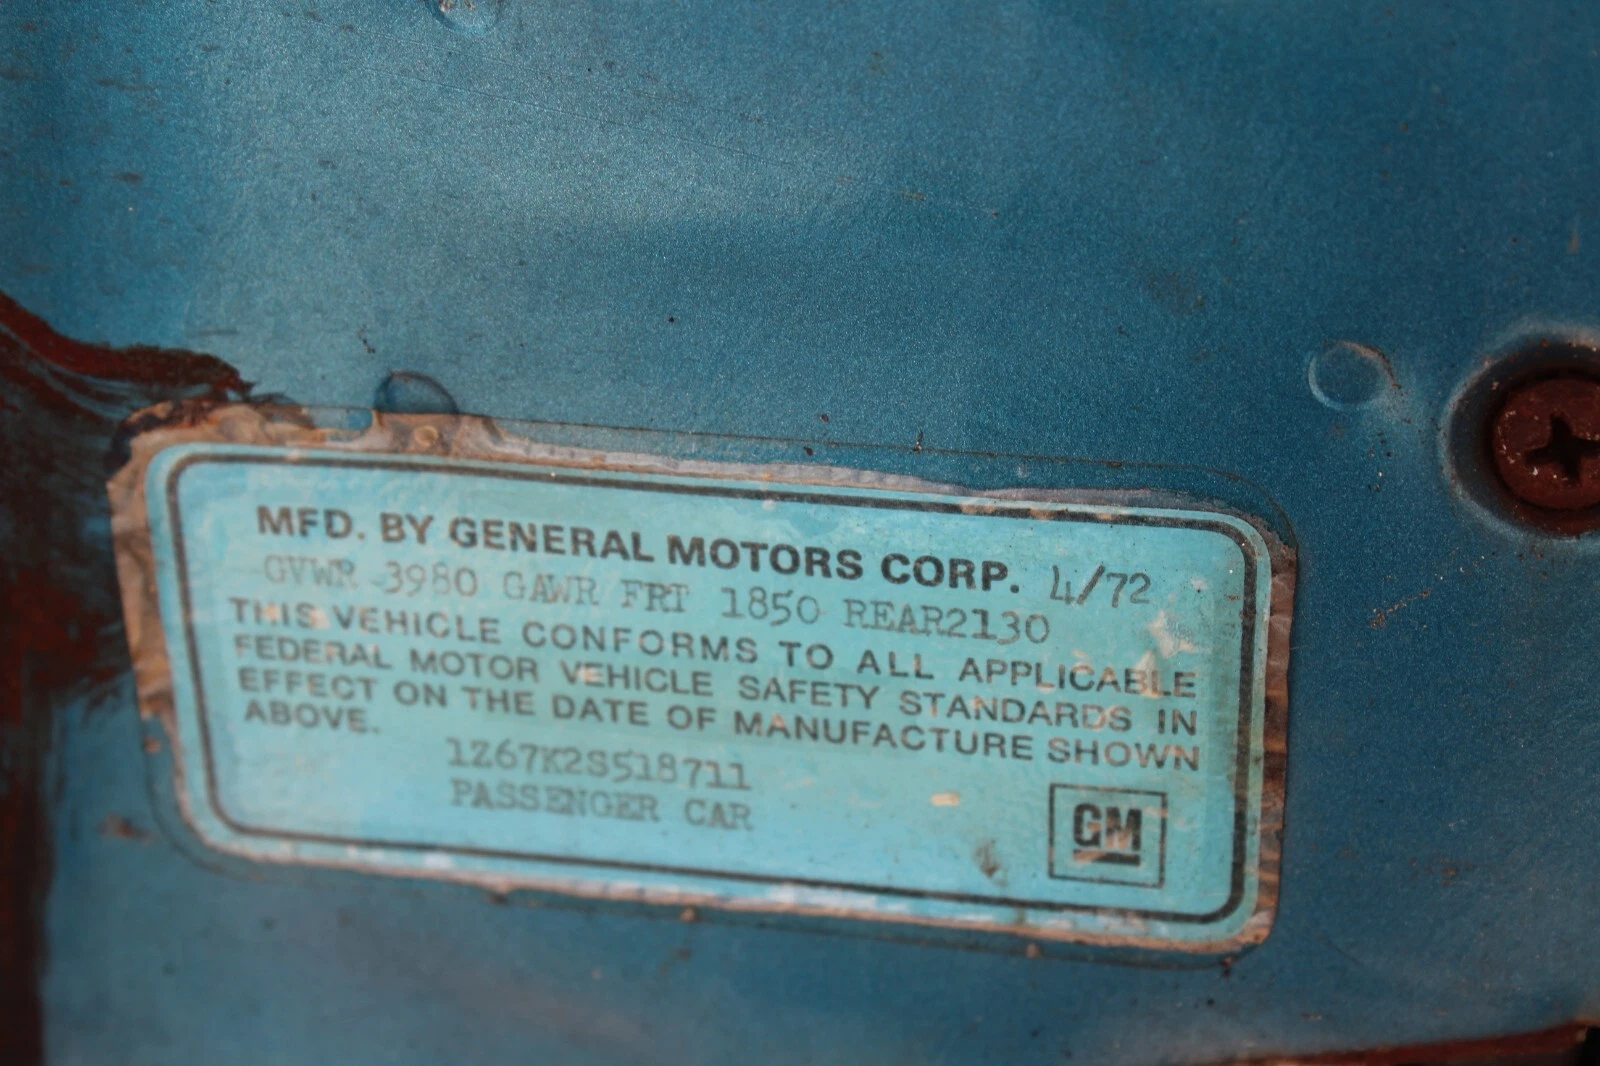 MFD. BY GENERAL MOTORS CORP. 4/72
GVWR 3980 GAWR FRT 1850 REAR2130
THIS VEHICLE CONFORMS TO ALL APPLICABLE
FEDERAL MOTOR VEHICLE SAFETY STANDARDS IN
EFFECT ON THE DATE OF MANUFACTURE SHOWN
ABOVE.
1Z67K2S518711
PASSENGER CAR
GM